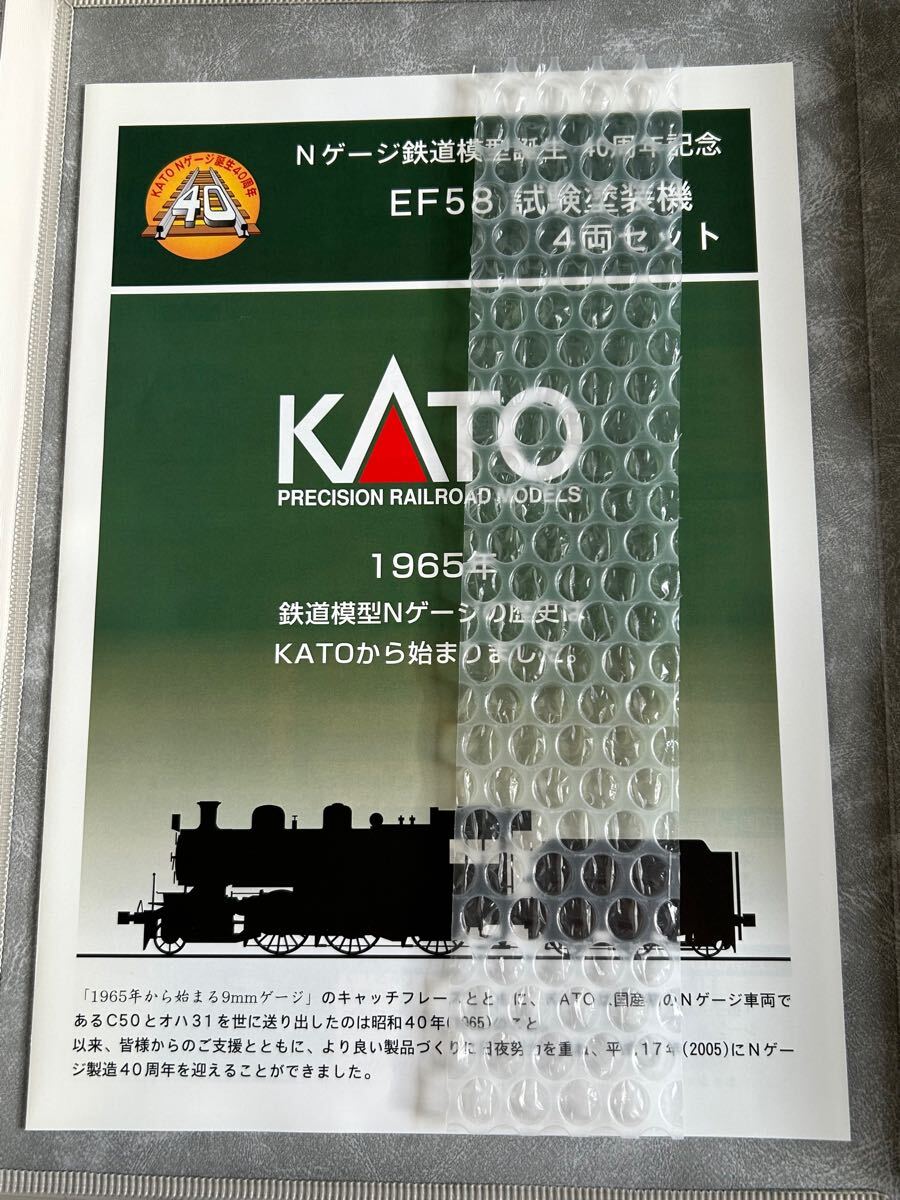 KATO Nゲージ誕生40周年
40
Nゲージ鉄道模型誕生 40周年記念
EF58 試験塗装機
4両セット
KATO
PRECISION RAILROAD MODELS
1965年
鉄道模型Nゲージの歴史は
KATOから始まりました。
「1965年から始まる9mmゲージ」のキャッチフレーズとともに、KATOが国産初のNゲージ車両で
あるC50とオハ31を世に送り出したのは昭和40年(1965)のこと
以来、皆様からのご支援とともに、より良い製品づくりに日夜努力を重ね、平成17年(2005)にNゲー
ジ製造40周年を迎えることができました。